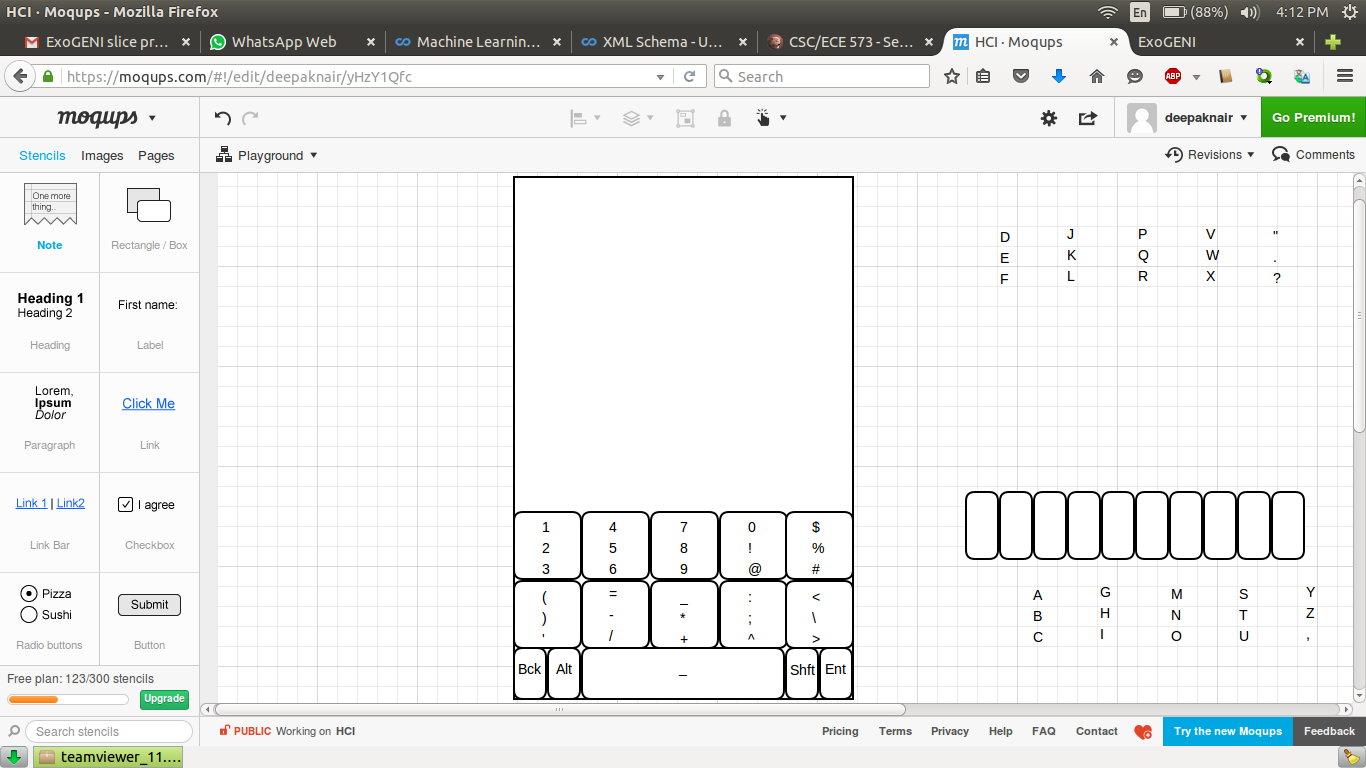 HCI · Moqups - Mozilla Firefox
En (88%) 4:12 PM
ExoGENI slice pr... × WhatsApp Web × Machine Learnin... × XML Schema - U... × CSC/ECE 573 - Se... × HCI · Moqups × ExoGENI ×
https://moqups.com/#!/edit/deepaknair/yHzY1Qfc Search ABP
moqups deepaknair Go Premium!
Stencils Images Pages Playground Revisions Comments
One more
thing..
Note Rectangle / Box
Heading 1
Heading 2
First name:
Heading Label
Lorem,
Ipsum
Dolor
Click Me
Paragraph Link
Link 1 | Link2 I agree
Link Bar Checkbox
Pizza
Sushi
Submit
Radio buttons Button
Free plan: 123/300 stencils
Upgrade
Search stencils
D J P V "
E K Q W .
F L R X ?
1 4 7 0 $
2 5 8 ! %
3 6 9 @ #
( = _ : <
) - * ; \
' / + ^ >
Bck Alt _ Shft Ent
A G M S Y
B H N T Z
C I O U ,
PUBLIC Working on HCI Pricing Terms Privacy Help FAQ Contact Try the new Moqups Feedback
teamviewer_11....